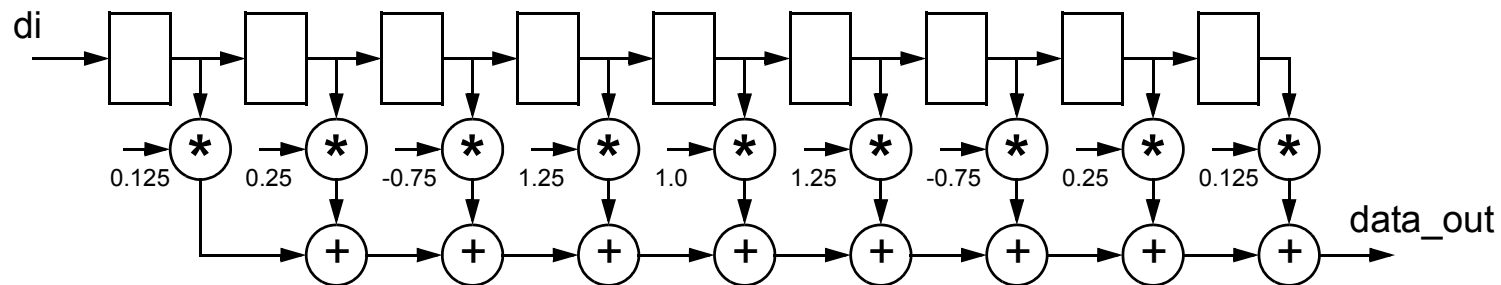 di
* * * * * * * * *
0.125 0.25 -0.75 1.25 1.0 1.25 -0.75 0.25 0.125
data_out
+ + + + + + + +